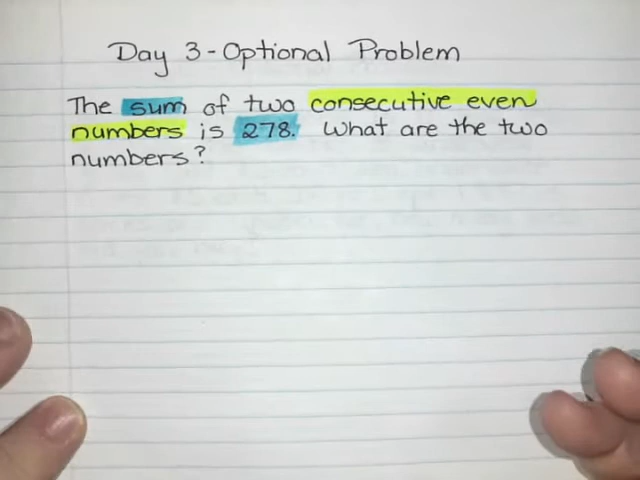 Day 3 - Optional Problem
The sum of two consecutive even
numbers is 278. What are the two
numbers?